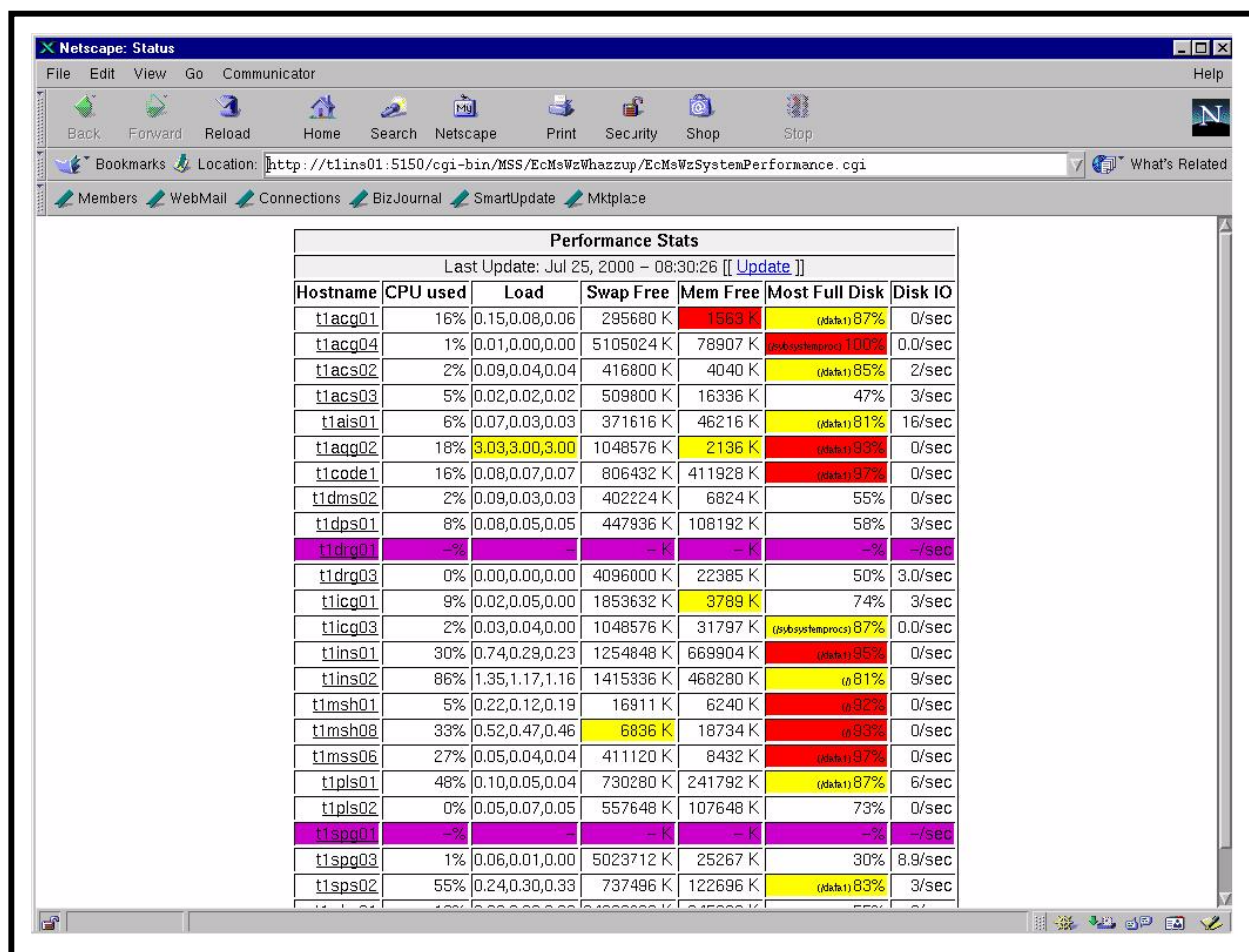 Netscape: Status
File Edit View Go Communicator Help
Back Forward Reload Home Search Netscape Print Security Shop Stop
My
N
Bookmarks Location: http://t1ins01:5150/cgi-bin/MSS/EcMsWzWhazzup/EcMsWzSystemPerformance.cgi What's Related
Members WebMail Connections BizJournal SmartUpdate Mktplace
Performance Stats
Last Update: Jul 25, 2000 – 08:30:26 [[ Update ]]
Hostname CPU used Load Swap Free Mem Free Most Full Disk Disk IO
t1acg01 16% 0.15,0.08,0.06 295680 K 1563 K (/data1) 87% 0/sec
t1acg04 1% 0.01,0.00,0.00 5105024 K 78907 K (/sybsystemproc) 100% 0.0/sec
t1acs02 2% 0.09,0.04,0.04 416800 K 4040 K (/data1) 85% 2/sec
t1acs03 5% 0.02,0.02,0.02 509800 K 16336 K 47% 3/sec
t1ais01 6% 0.07,0.03,0.03 371616 K 46216 K (/data1) 81% 16/sec
t1aqg02 18% 3.03,3.00,3.00 1048576 K 2136 K (/data1) 93% 0/sec
t1code1 16% 0.08,0.07,0.07 806432 K 411928 K (/data1) 97% 0/sec
t1dms02 2% 0.09,0.03,0.03 402224 K 6824 K 55% 0/sec
t1dps01 8% 0.08,0.05,0.05 447936 K 108192 K 58% 3/sec
t1drg01 –% – – K – K –% –/sec
t1drg03 0% 0.00,0.00,0.00 4096000 K 22385 K 50% 3.0/sec
t1icg01 9% 0.02,0.05,0.00 1853632 K 3789 K 74% 3/sec
t1icg03 2% 0.03,0.04,0.00 1048576 K 31797 K (/sybsystemprocs) 87% 0.0/sec
t1ins01 30% 0.74,0.29,0.23 1254848 K 669904 K (/data1) 95% 0/sec
t1ins02 86% 1.35,1.17,1.16 1415336 K 468280 K (/) 81% 9/sec
t1msh01 5% 0.22,0.12,0.19 16911 K 6240 K (/) 92% 0/sec
t1msh08 33% 0.52,0.47,0.46 6836 K 18734 K (/) 93% 0/sec
t1mss06 27% 0.05,0.04,0.04 411120 K 8432 K (/data1) 97% 0/sec
t1pls01 48% 0.10,0.05,0.04 730280 K 241792 K (/data1) 87% 6/sec
t1pls02 0% 0.05,0.07,0.05 557648 K 107648 K 73% 0/sec
t1spg01 –% – – K – K –% –/sec
t1spg03 1% 0.06,0.01,0.00 5023712 K 25267 K 30% 8.9/sec
t1sps02 55% 0.24,0.30,0.33 737496 K 122696 K (/data1) 83% 3/sec